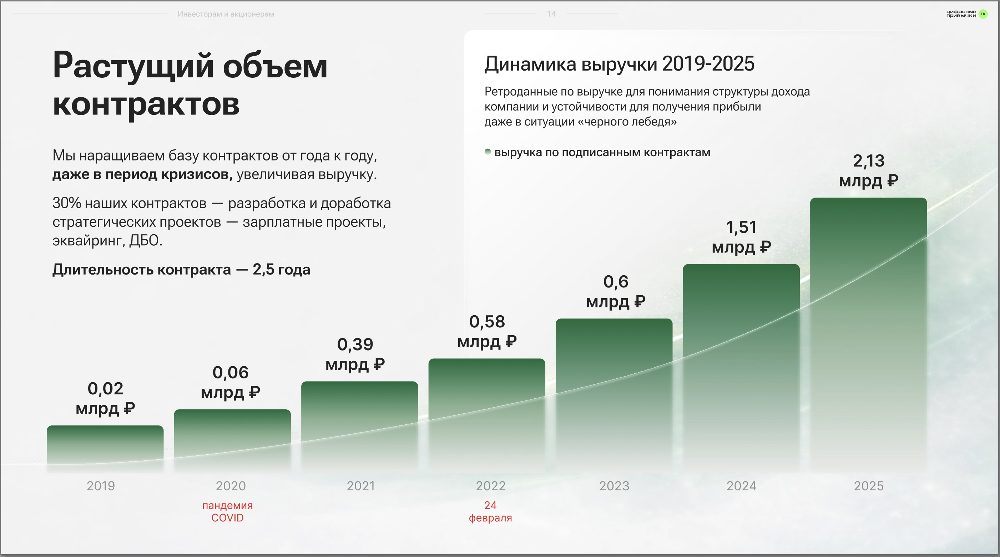 Инвесторам и акционерам
14
цифровые
привычки
ГК
Растущий объем
контрактов
Мы наращиваем базу контрактов от года к году,
даже в период кризисов, увеличивая выручку.
30% наших контрактов — разработка и доработка
стратегических проектов — зарплатные проекты,
эквайринг, ДБО.
Длительность контракта — 2,5 года
Динамика выручки 2019-2025
Ретроданные по выручке для понимания структуры дохода
компании и устойчивости для получения прибыли
даже в ситуации «черного лебедя»
выручка по подписанным контрактам
0,02
млрд ₽
0,06
млрд ₽
0,39
млрд ₽
0,58
млрд ₽
0,6
млрд ₽
1,51
млрд ₽
2,13
млрд ₽
2019
2020
2021
2022
2023
2024
2025
пандемия
COVID
24
февраля